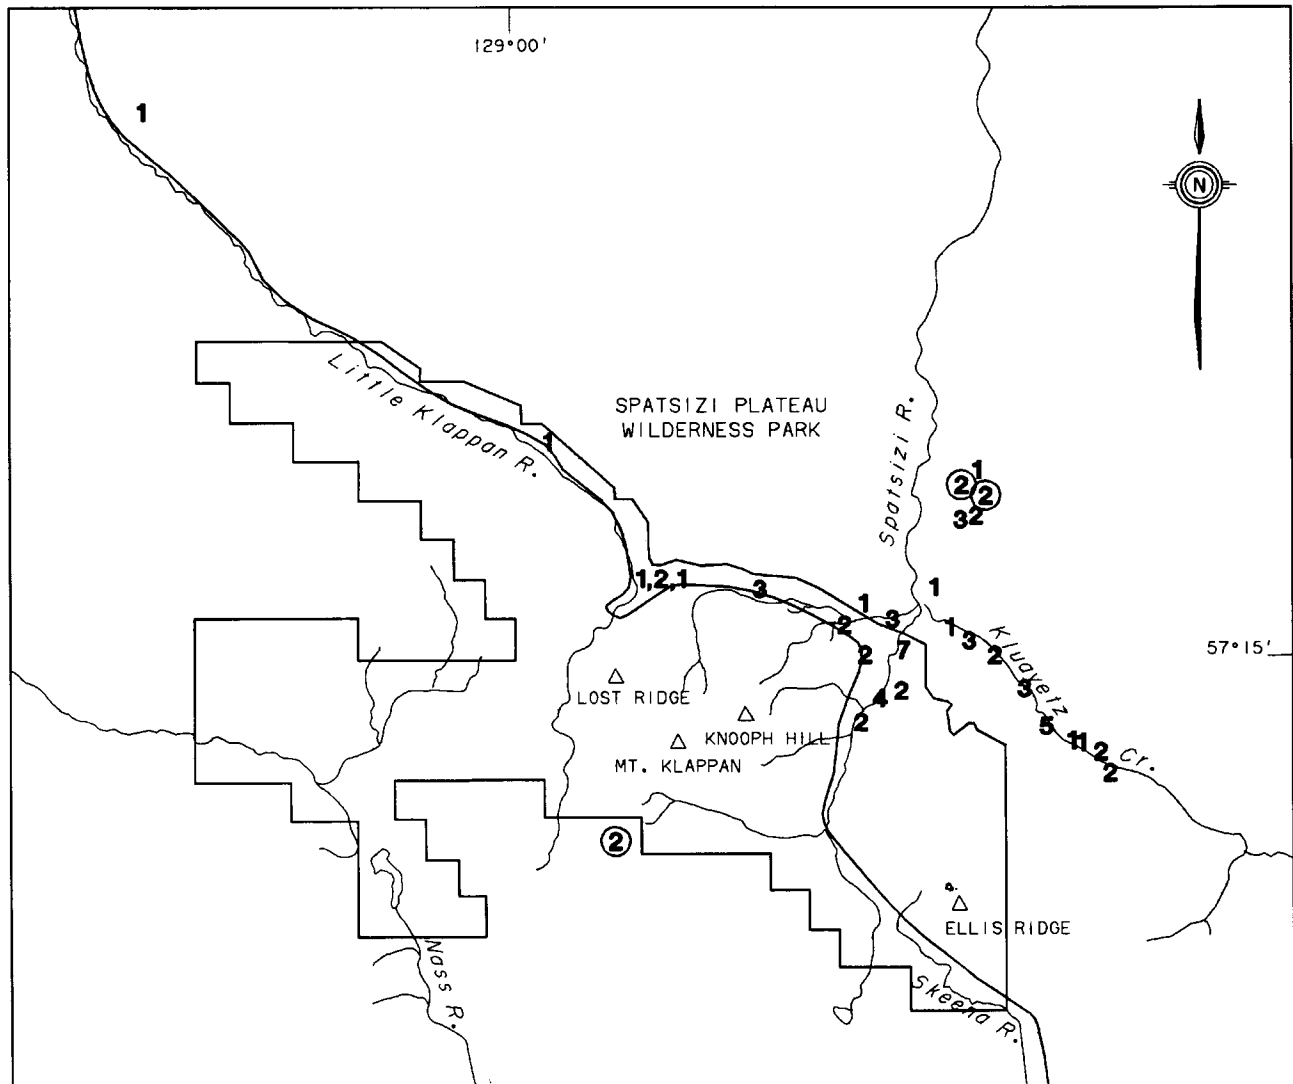 129°00'
1
N
Little Klappan R.
SPATSIZI PLATEAU
WILDERNESS PARK
Spatsizi R.
1
1
2
2
3 2
1,2,1
3
1
3
1
2
1
3
7
2
2
57°15'
Kluayetz Cr.
3
4 2
2
5
11
2
2
LOST RIDGE
KNOOPH HILL
MT. KLAPPAN
2
ELLIS RIDGE
Nass R.
Skeena R.